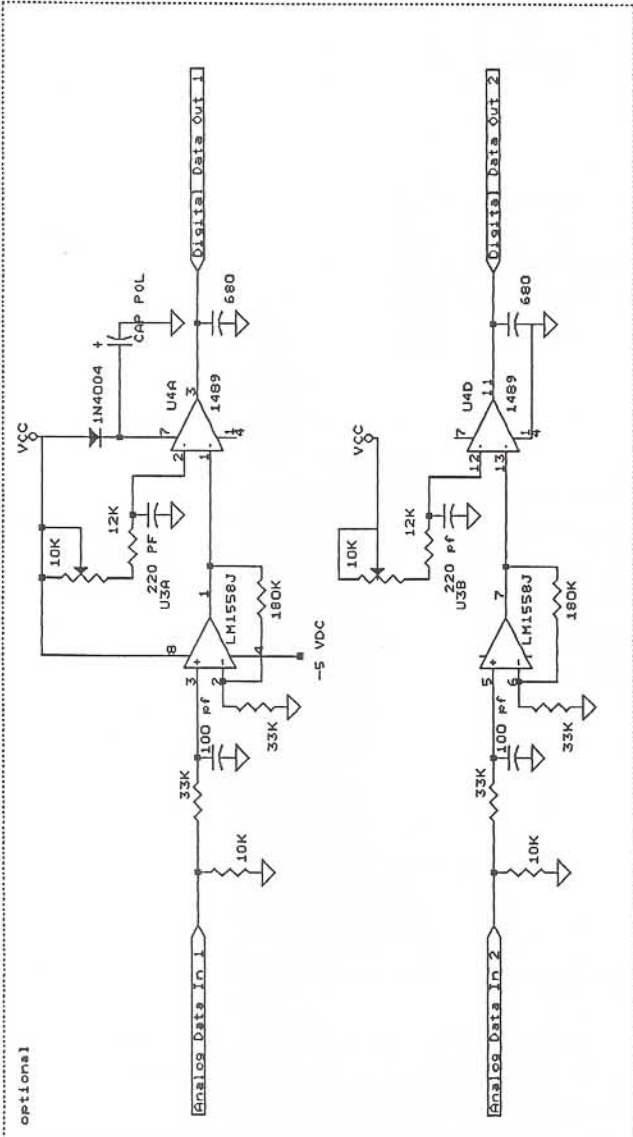 optional
VCC
1N4004
+
CAP POL
10K
12K
220 PF
U3A
8
3
+
2
-
1
LM1558J
4
-5 VDC
180K
33K
100 pf
33K
10K
Analog Data In 1
7
2
1
U4A
3
1489
1
4
680
Digital Data Out 1
VCC
10K
12K
220 pf
U3B
5
+
6
-
7
LM1558J
180K
33K
100 pf
33K
10K
Analog Data In 2
7
12
13
U4D
11
1489
1
4
680
Digital Data Out 2